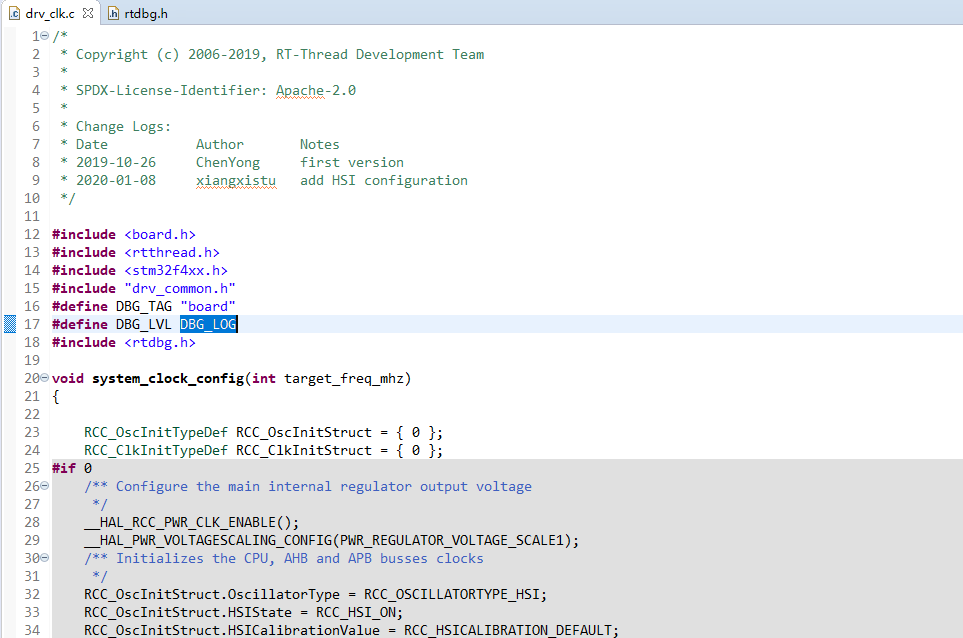 drv_clk.c rtdbg.h
1 /*
2  * Copyright (c) 2006-2019, RT-Thread Development Team
3  *
4  * SPDX-License-Identifier: Apache-2.0
5  *
6  * Change Logs:
7  * Date           Author       Notes
8  * 2019-10-26     ChenYong     first version
9  * 2020-01-08     xiangxistu   add HSI configuration
10  */
11
12 #include <board.h>
13 #include <rtthread.h>
14 #include <stm32f4xx.h>
15 #include "drv_common.h"
16 #define DBG_TAG "board"
17 #define DBG_LVL DBG_LOG
18 #include <rtdbg.h>
19
20 void system_clock_config(int target_freq_mhz)
21 {
22
23     RCC_OscInitTypeDef RCC_OscInitStruct = { 0 };
24     RCC_ClkInitTypeDef RCC_ClkInitStruct = { 0 };
25 #if 0
26     /** Configure the main internal regulator output voltage
27      */
28     __HAL_RCC_PWR_CLK_ENABLE();
29     __HAL_PWR_VOLTAGESCALING_CONFIG(PWR_REGULATOR_VOLTAGE_SCALE1);
30     /** Initializes the CPU, AHB and APB busses clocks
31      */
32     RCC_OscInitStruct.OscillatorType = RCC_OSCILLATORTYPE_HSI;
33     RCC_OscInitStruct.HSIState = RCC_HSI_ON;
34     RCC_OscInitStruct.HSICalibrationValue = RCC_HSICALIBRATION_DEFAULT;